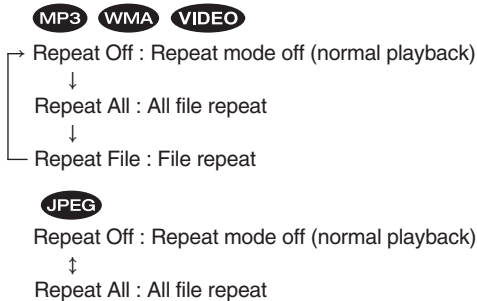 MP3 WMA VIDEO
Repeat Off : Repeat mode off (normal playback)
↓
Repeat All : All file repeat
↓
Repeat File : File repeat
JPEG
Repeat Off : Repeat mode off (normal playback)
↕
Repeat All : All file repeat